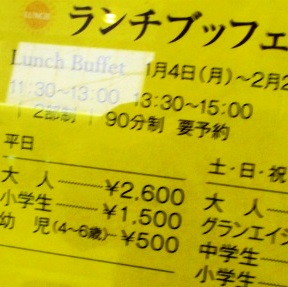 LUNCH
ランチブッフェ
Lunch Buffet 1月4日(月)~2月2
11:30~13:00 13:30~15:00
2部制 | 90分制 要予約
平日
大人 ¥2,600
小学生 ¥1,500
幼児(4~6歳) ¥500
土・日・祝
大人
グランエイジ
中学生
小学生